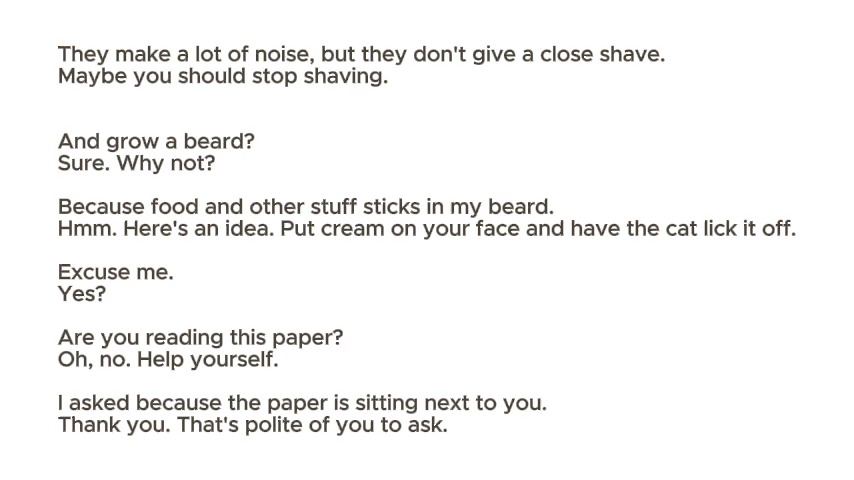 They make a lot of noise, but they don't give a close shave.
Maybe you should stop shaving.
And grow a beard?
Sure. Why not?
Because food and other stuff sticks in my beard.
Hmm. Here's an idea. Put cream on your face and have the cat lick it off.
Excuse me.
Yes?
Are you reading this paper?
Oh, no. Help yourself.
I asked because the paper is sitting next to you.
Thank you. That's polite of you to ask.